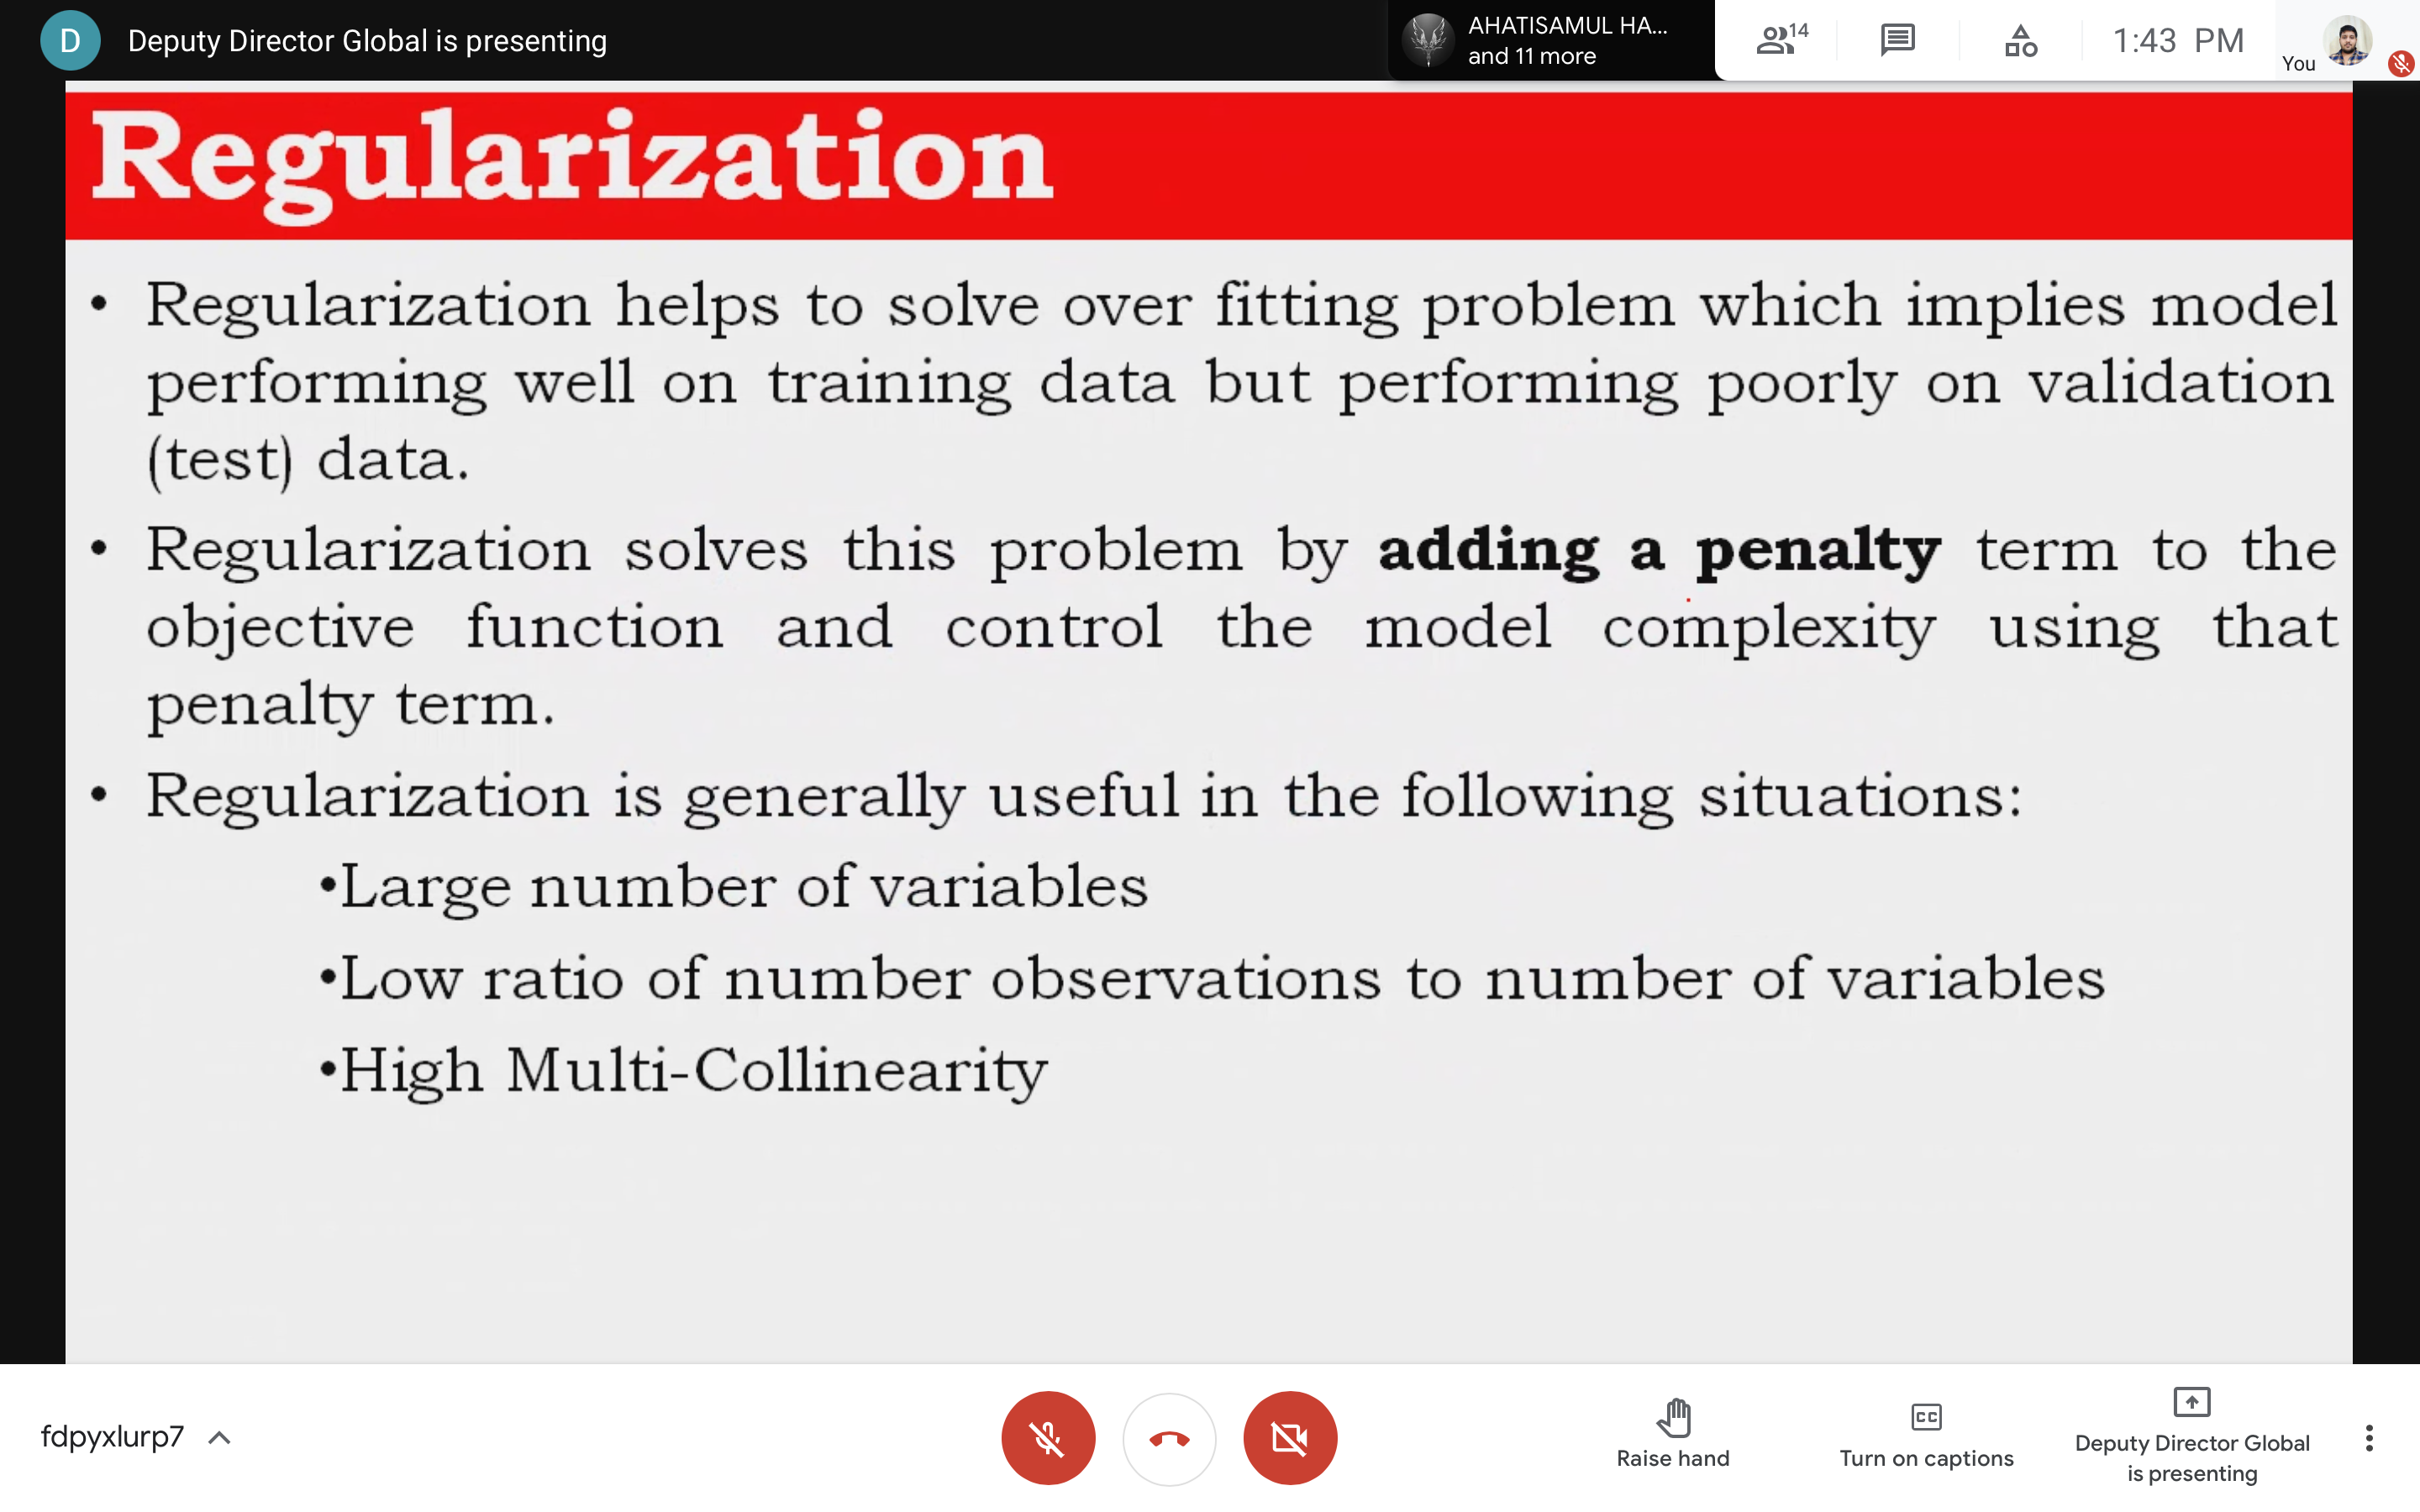 D
Deputy Director Global is presenting
AHATISAMUL HA...
and 11 more
14
1:43 PM
You
Regularization
• Regularization helps to solve over fitting problem which implies model
performing well on training data but performing poorly on validation
(test) data.
• Regularization solves this problem by adding a penalty term to the
objective function and control the model complexity using that
penalty term.
• Regularization is generally useful in the following situations:
•Large number of variables
•Low ratio of number observations to number of variables
•High Multi-Collinearity
fdpyxlurp7
Raise hand
CC
Turn on captions
Deputy Director Global
is presenting